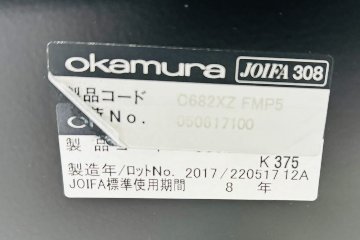 okamura JOIFA 308
製品コード C682XZ FMP5
No. 050817100
製品
K 375
製造年/ロットNo. 2017/22051712A
JOIFA標準使用期間 8 年